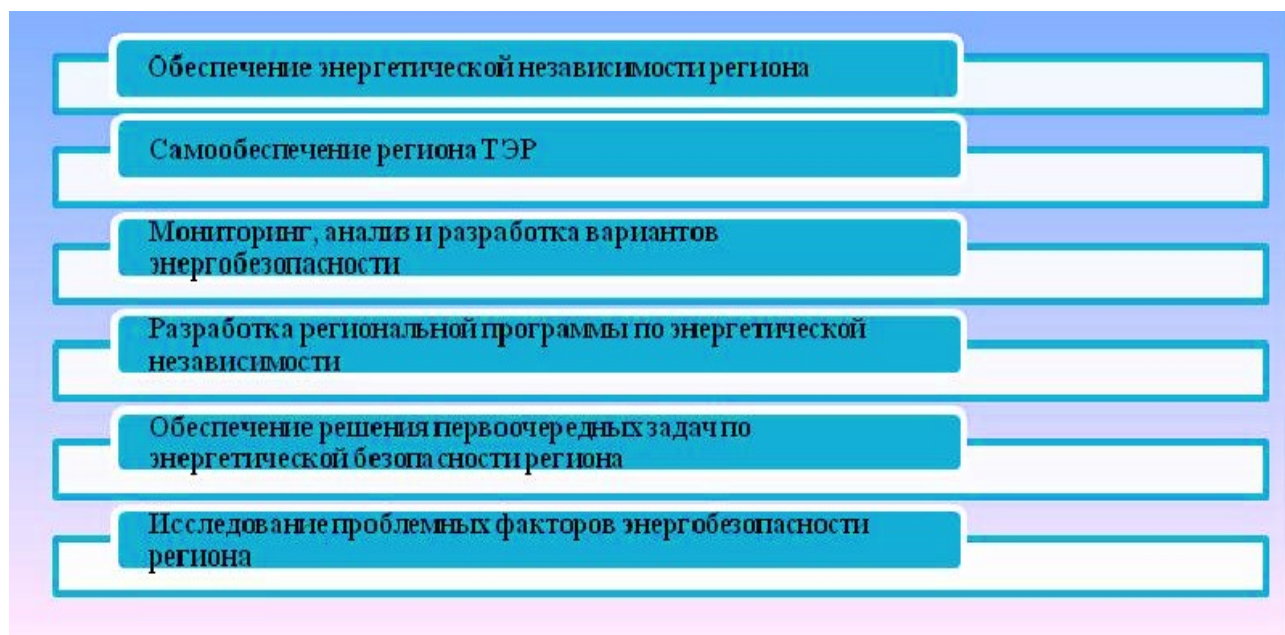 Обеспечение энергетической независимости региона
Самообеспечение региона ТЭР
Мониторинг, анализ и разработка вариантов
энергобезопасности
Разработка региональной программы по энергетической
независимости
Обеспечение решения первоочередных задач по
энергетической безопасности региона
Исследование проблемных факторов энергобезопасности
региона